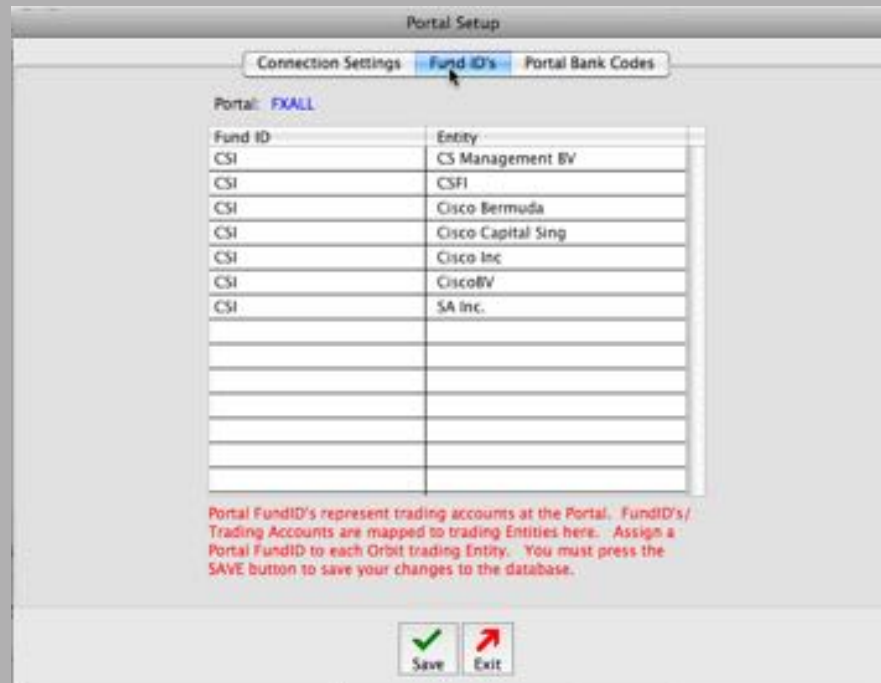 Portal Setup
Connection Settings Fund ID's Portal Bank Codes
Portal: FXALL
Fund ID Entity
CSI CS Management BV
CSI CSFI
CSI Cisco Bermuda
CSI Cisco Capital Sing
CSI Cisco Inc
CSI CiscoBV
CSI SA Inc.
Portal FundID's represent trading accounts at the Portal. FundID's/
Trading Accounts are mapped to trading Entities here. Assign a
Portal FundID to each Orbit trading Entity. You must press the
SAVE button to save your changes to the database.
Save Exit